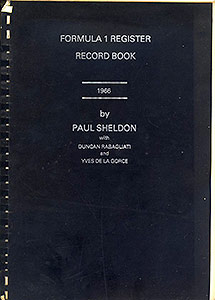 FORMULA 1 REGISTER
RECORD BOOK
1966
by
PAUL SHELDON
with
DUNCAN RABAGLIATI
and
YVES DE LA GORCE